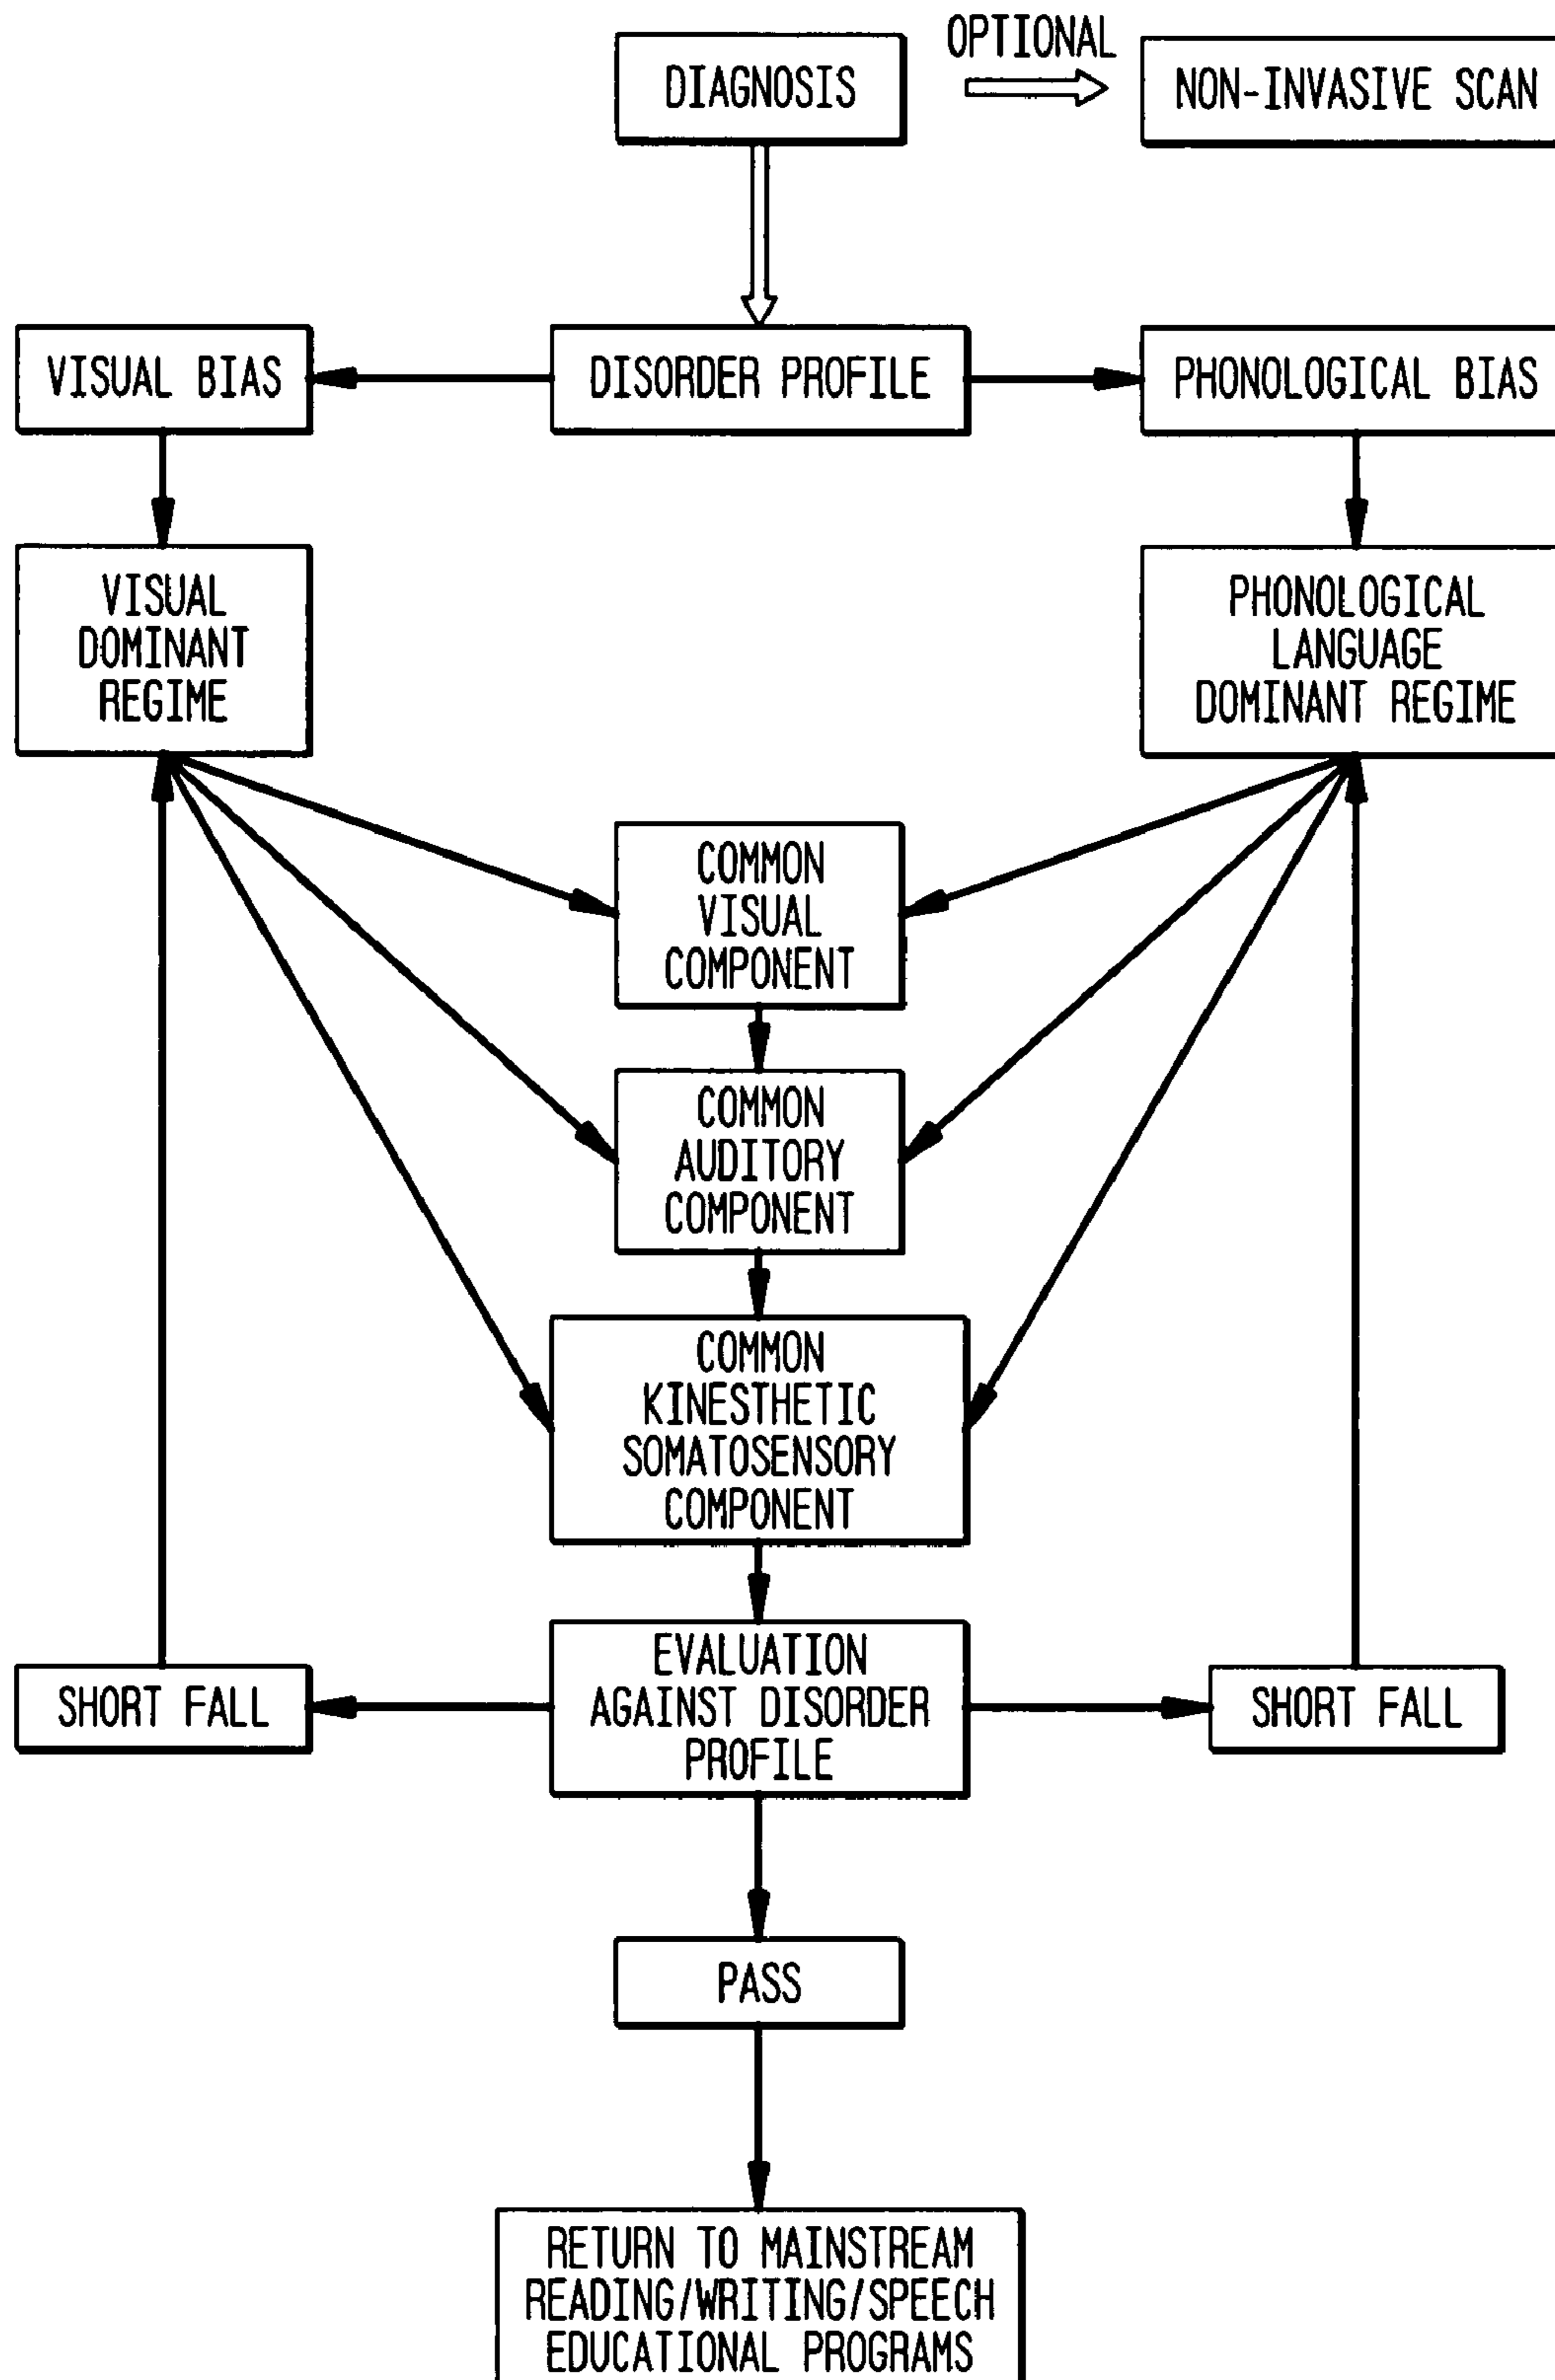 OPTIONAL
DIAGNOSIS
NON-INVASIVE SCAN
VISUAL BIAS
DISORDER PROFILE
PHONOLOGICAL BIAS
VISUAL
DOMINANT
REGIME
PHONOLOGICAL
LANGUAGE
DOMINANT REGIME
COMMON
VISUAL
COMPONENT
COMMON
AUDITORY
COMPONENT
COMMON
KINESTHETIC
SOMATOSENSORY
COMPONENT
SHORT FALL
EVALUATION
AGAINST DISORDER
PROFILE
SHORT FALL
PASS
RETURN TO MAINSTREAM
READING/WRITING/SPEECH
EDUCATIONAL PROGRAMS